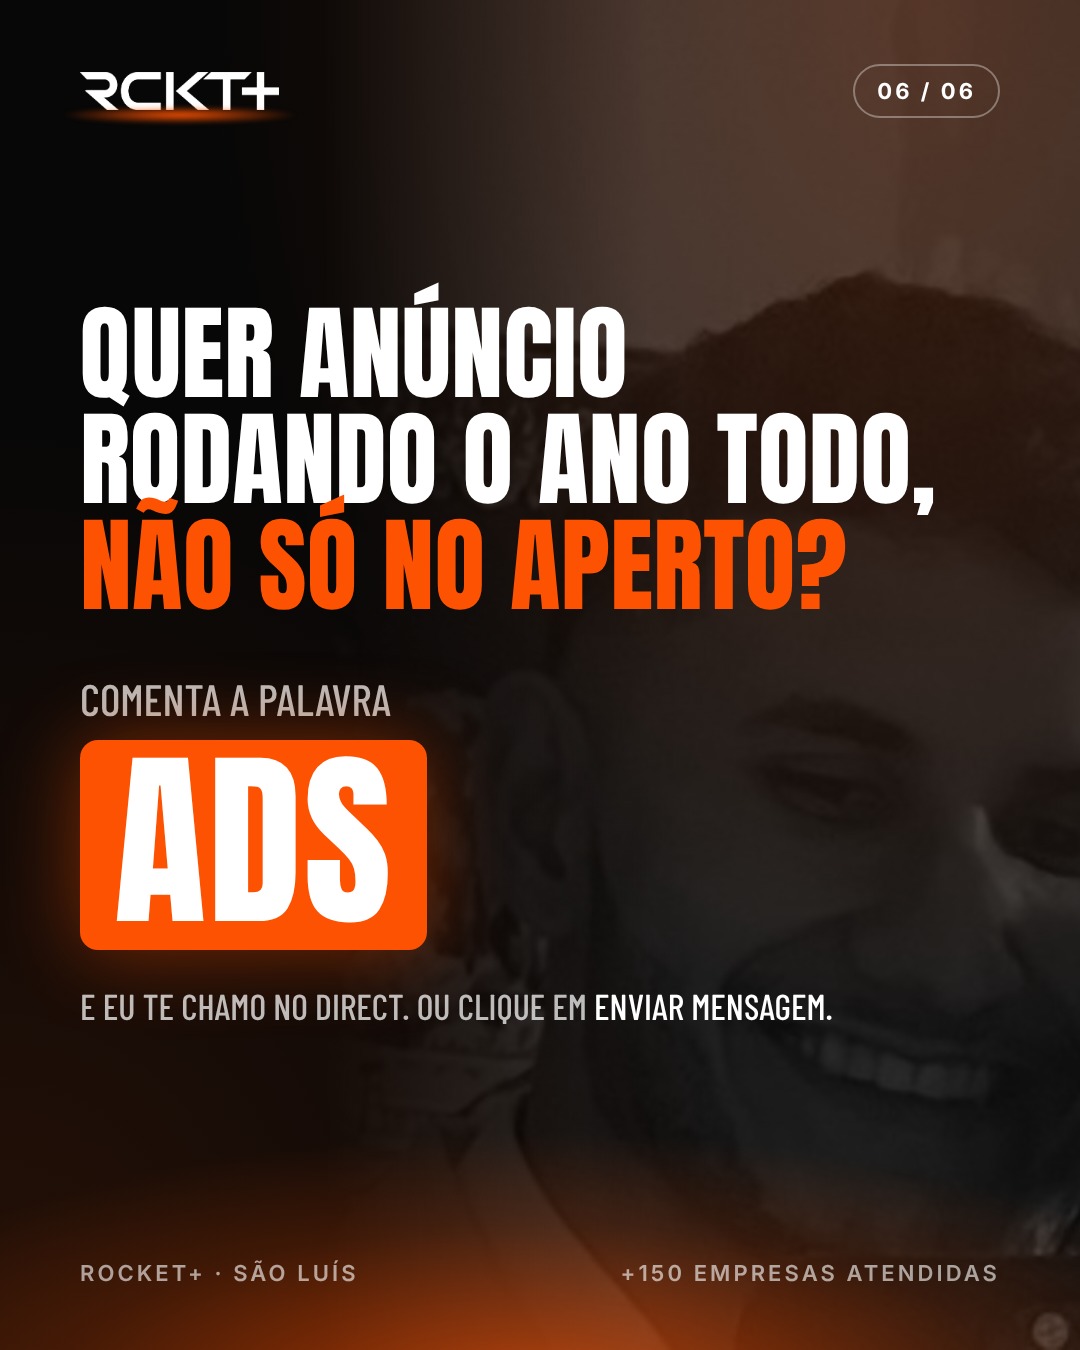 RCKT+
06 / 06
QUER ANÚNCIO
RODANDO O ANO TODO,
NÃO SÓ NO APERTO?
COMENTA A PALAVRA
ADS
E EU TE CHAMO NO DIRECT. OU CLIQUE EM ENVIAR MENSAGEM.
ROCKET+ · SÃO LUÍS
+150 EMPRESAS ATENDIDAS